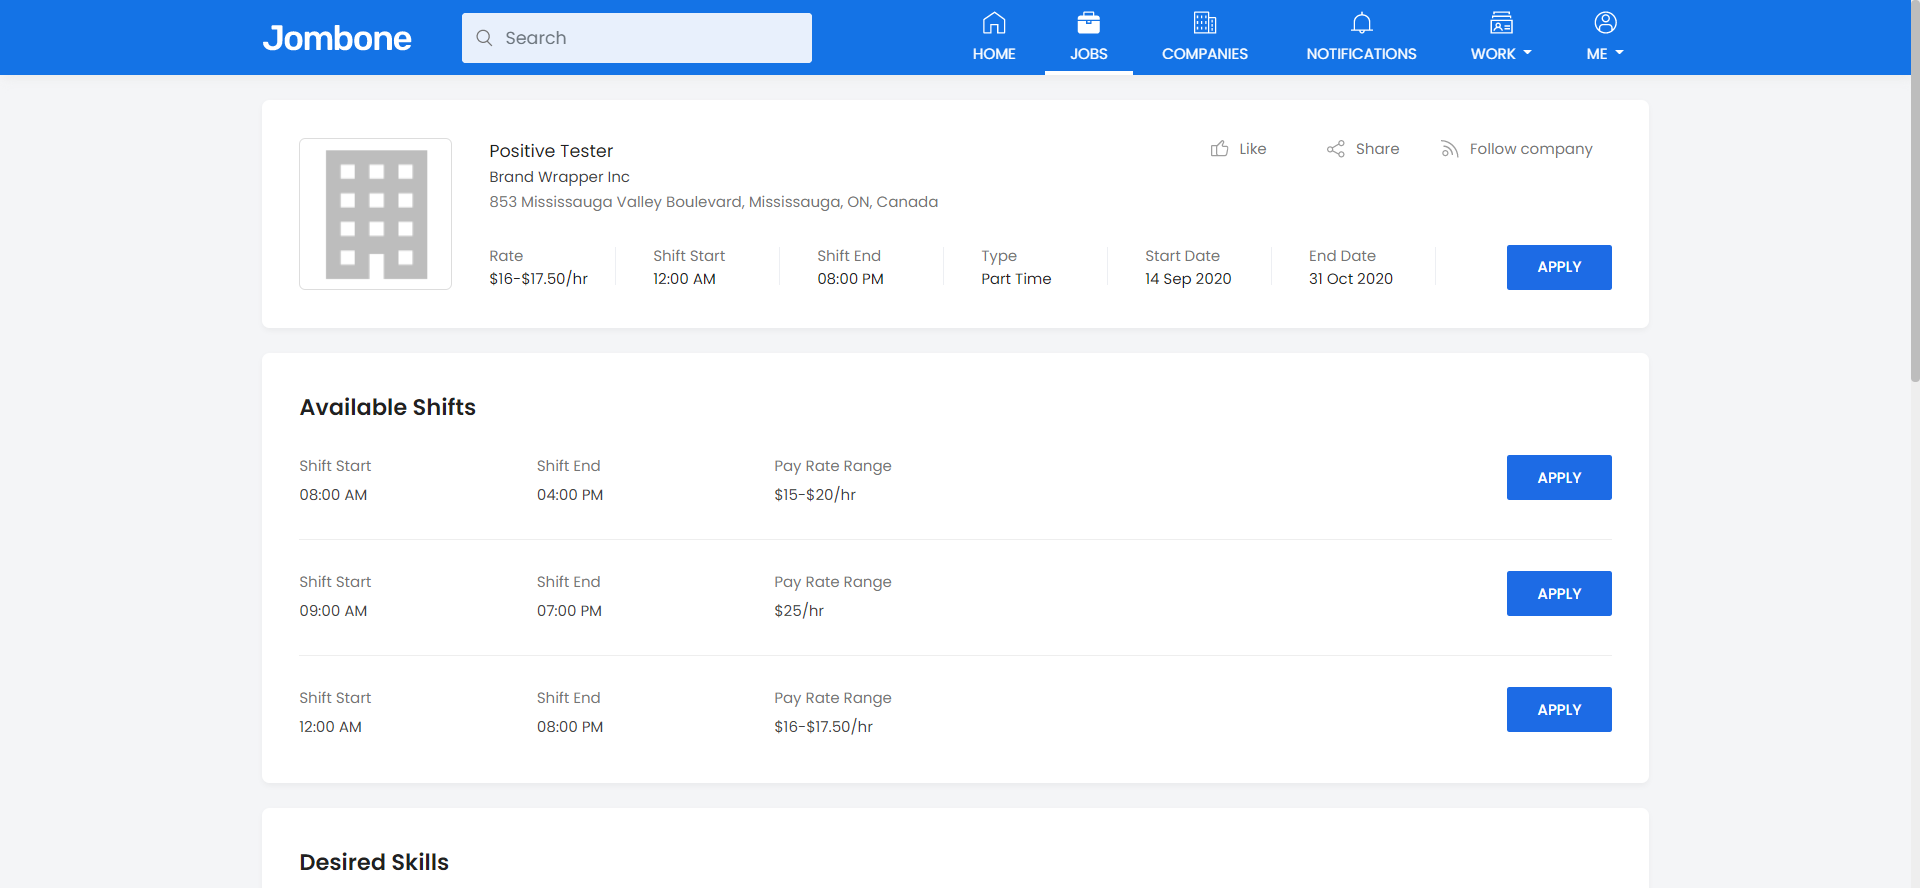 Jombone
Search
HOME
JOBS
COMPANIES
NOTIFICATIONS
WORK
ME
Positive Tester
Like
Share
Follow company
Brand Wrapper Inc
853 Mississauga Valley Boulevard, Mississauga, ON, Canada
Rate
Shift Start
Shift End
Type
Start Date
End Date
$16-$17.50/hr
12:00 AM
08:00 PM
Part Time
14 Sep 2020
31 Oct 2020
APPLY
Available Shifts
Shift Start
Shift End
Pay Rate Range
08:00 AM
04:00 PM
$15-$20/hr
APPLY
Shift Start
Shift End
Pay Rate Range
09:00 AM
07:00 PM
$25/hr
APPLY
Shift Start
Shift End
Pay Rate Range
12:00 AM
08:00 PM
$16-$17.50/hr
APPLY
Desired Skills